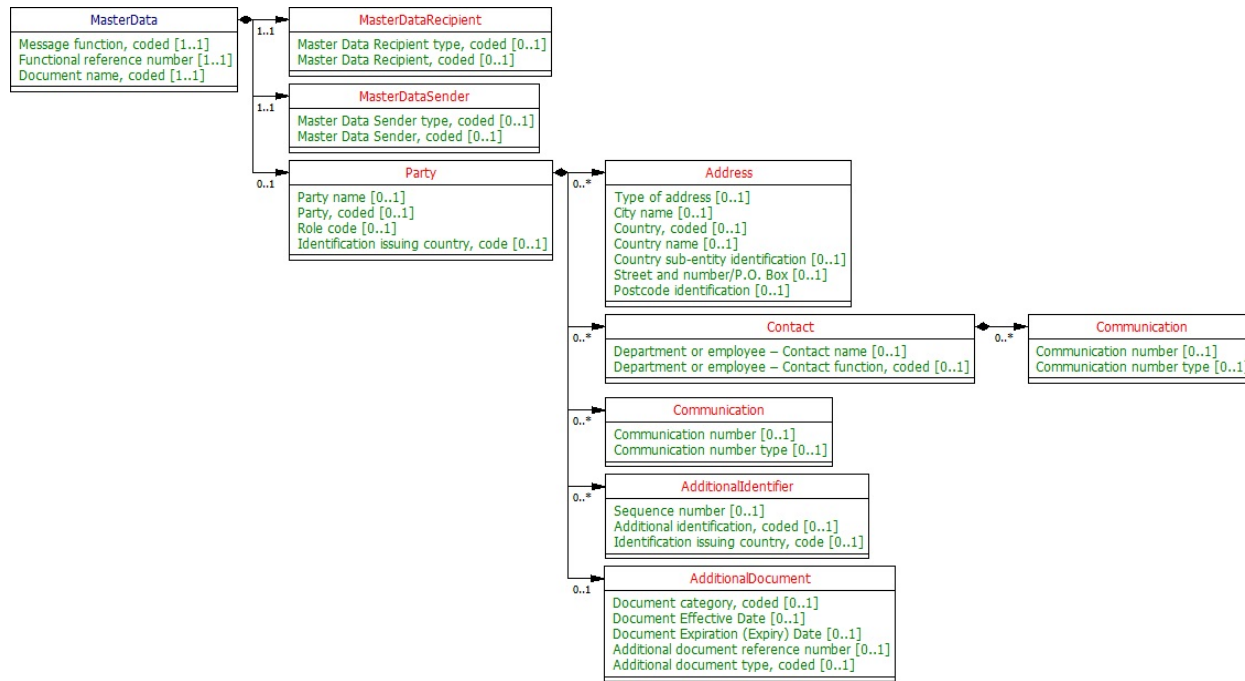 MasterData
Message function, coded [1..1]
Functional reference number [1..1]
Document name, coded [1..1]
1..1
MasterDataRecipient
Master Data Recipient type, coded [0..1]
Master Data Recipient, coded [0..1]
1..1
MasterDataSender
Master Data Sender type, coded [0..1]
Master Data Sender, coded [0..1]
0..1
Party
Party name [0..1]
Party, coded [0..1]
Role code [0..1]
Identification issuing country, code [0..1]
0..*
Address
Type of address [0..1]
City name [0..1]
Country, coded [0..1]
Country name [0..1]
Country sub-entity identification [0..1]
Street and number/P.O. Box [0..1]
Postcode identification [0..1]
0..*
Contact
Department or employee – Contact name [0..1]
Department or employee – Contact function, coded [0..1]
0..*
Communication
Communication number [0..1]
Communication number type [0..1]
0..*
Communication
Communication number [0..1]
Communication number type [0..1]
0..*
AdditionalIdentifier
Sequence number [0..1]
Additional identification, coded [0..1]
Identification issuing country, code [0..1]
0..1
AdditionalDocument
Document category, coded [0..1]
Document Effective Date [0..1]
Document Expiration (Expiry) Date [0..1]
Additional document reference number [0..1]
Additional document type, coded [0..1]